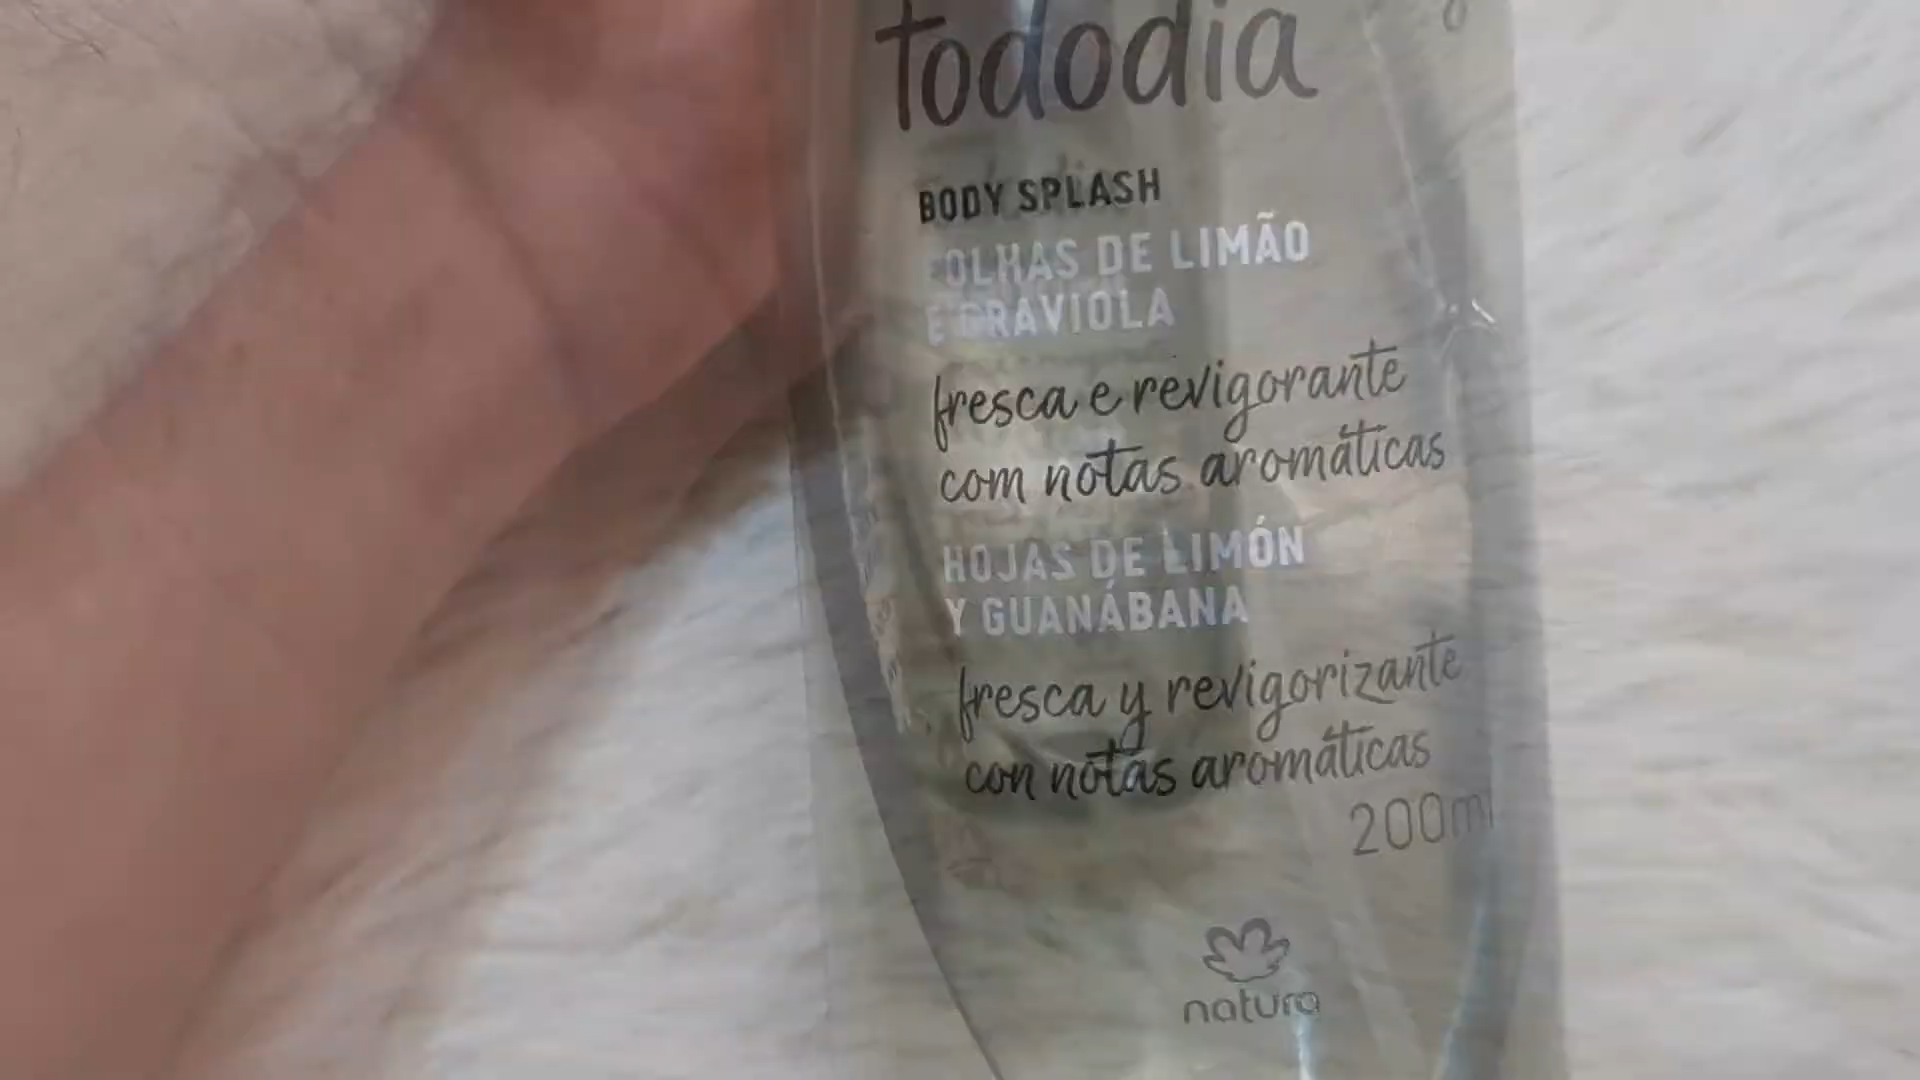 tododia
BODY SPLASH
FOLHAS DE LIMÃO
E GRAVIOLA
fresca e revigorante
com notas aromáticas
HOJAS DE LIMÓN
Y GUANÁBANA
fresca y revigorizante
con notas aromáticas
200ml
natura